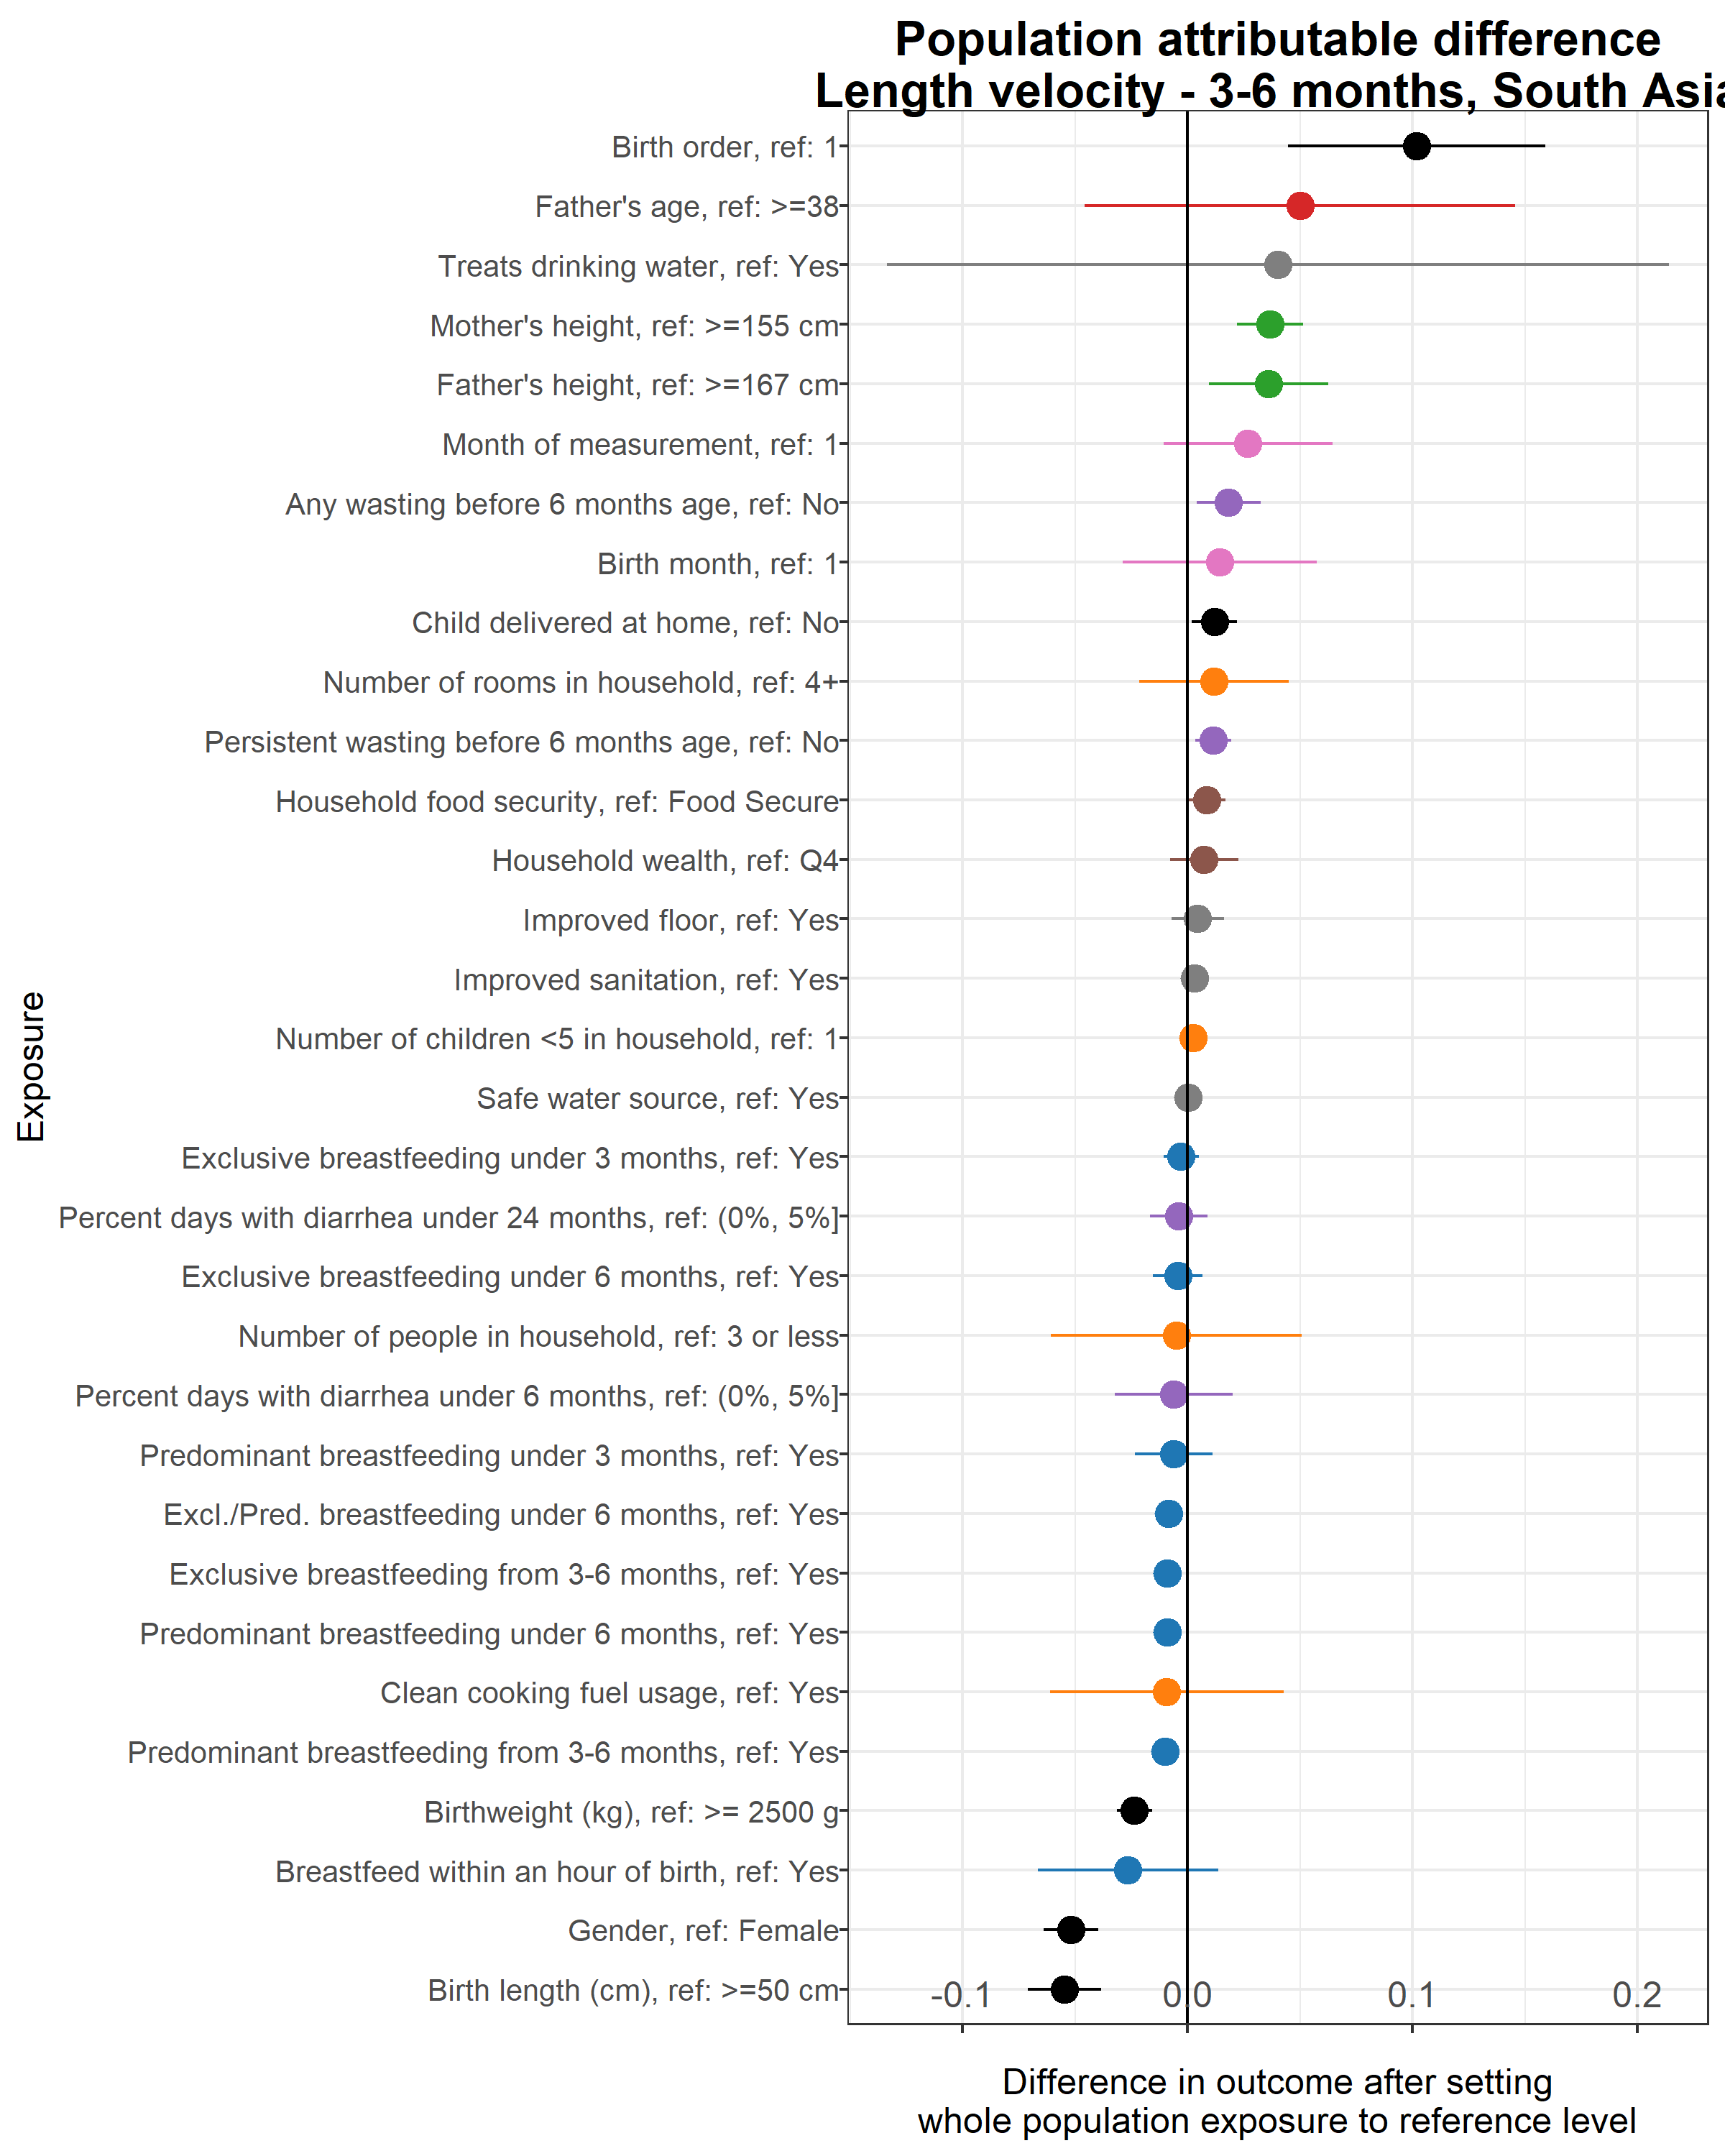 Population attributable difference
Length velocity - 3-6 months, South Asia
Birth order, ref: 1
Father's age, ref: >=38
Treats drinking water, ref: Yes
Mother's height, ref: >=155 cm
Father's height, ref: >=167 cm
Month of measurement, ref: 1
Any wasting before 6 months age, ref: No
Birth month, ref: 1
Child delivered at home, ref: No
Number of rooms in household, ref: 4+
Persistent wasting before 6 months age, ref: No
Household food security, ref: Food Secure
Household wealth, ref: Q4
Improved floor, ref: Yes
Improved sanitation, ref: Yes
Number of children <5 in household, ref: 1
Safe water source, ref: Yes
Exclusive breastfeeding under 3 months, ref: Yes
Percent days with diarrhea under 24 months, ref: (0%, 5%]
Exclusive breastfeeding under 6 months, ref: Yes
Number of people in household, ref: 3 or less
Percent days with diarrhea under 6 months, ref: (0%, 5%]
Predominant breastfeeding under 3 months, ref: Yes
Excl./Pred. breastfeeding under 6 months, ref: Yes
Exclusive breastfeeding from 3-6 months, ref: Yes
Predominant breastfeeding under 6 months, ref: Yes
Clean cooking fuel usage, ref: Yes
Predominant breastfeeding from 3-6 months, ref: Yes
Birthweight (kg), ref: >= 2500 g
Breastfeed within an hour of birth, ref: Yes
Gender, ref: Female
Birth length (cm), ref: >=50 cm
Exposure
-0.1 0.0 0.1 0.2
Difference in outcome after setting
whole population exposure to reference level